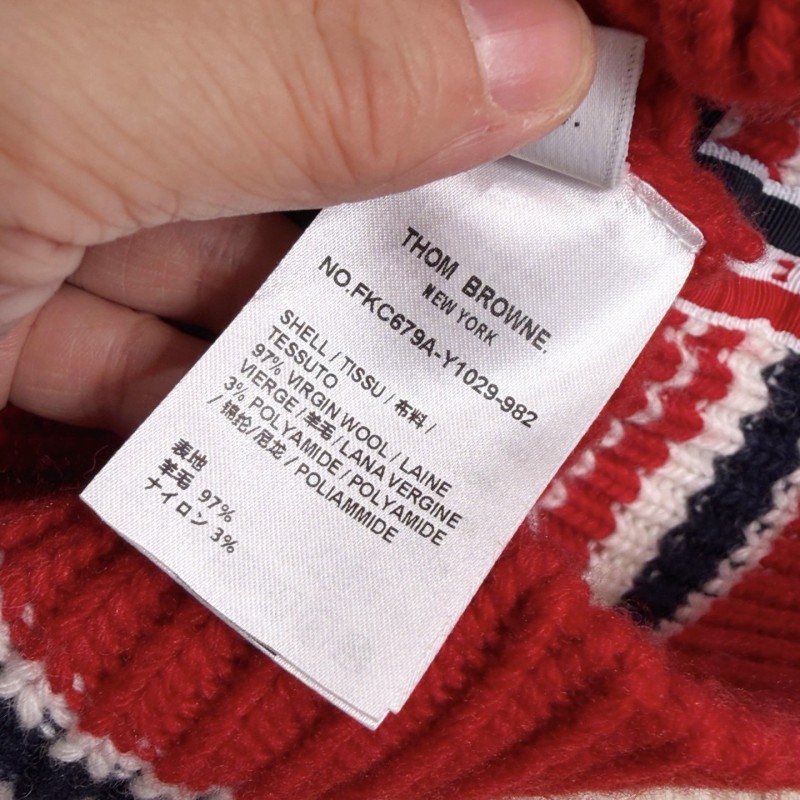 THOM BROWNE.
NEW YORK
NO.FKC679A-Y1029-982
SHELL / TISSU / 布料 /
TESSUTO
97% VIRGIN WOOL / LAINE
VIERGE / 羊毛 / LANA VERGINE
3% POLYAMIDE / POLYAMIDE
/ 锦纶/尼龙 / POLIAMMIDE
表地
羊毛 97%
ナイロン 3%